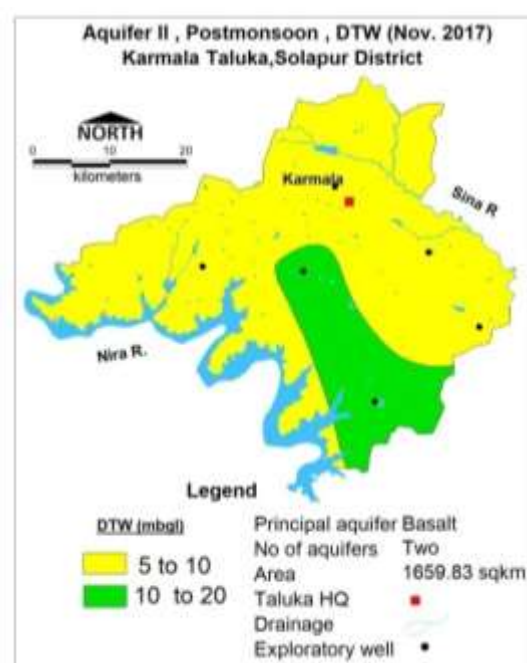 Aquifer II , Postmonsoon , DTW (Nov. 2017)
Karmala Taluka,Solapur District
NORTH
0 10 20
kilometers
Karmala
Sina R
Nira R.
Legend
DTW (mbgl)
5 to 10
10 to 20
Principal aquifer Basalt
No of aquifers Two
Area 1659.83 sqkm
Taluka HQ
Drainage
Exploratory well